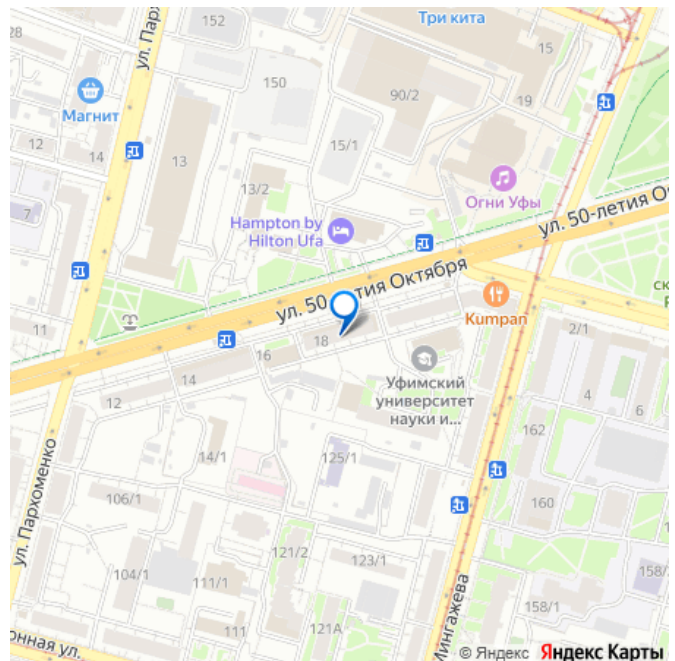 28
152
Три кита
15
ул. Пар
150
90/2
19
Магнит
12
14
13
15/1
13/2
Огни Уфы
7
Hampton by
Hilton Ufa
ул. 50-летия О
ул. 50-летия Октября
11
Kumpan
2/1
18
16
14
12
Уфимский
университет
науки и...
4
6
162
14/1
125/1
106/1
160
ул. Пархоменко
121/2
123/1
104/1
111/1
158/
158/1
111
121А
Мингажева
онная ул.
© Яндекс Яндекс Карты